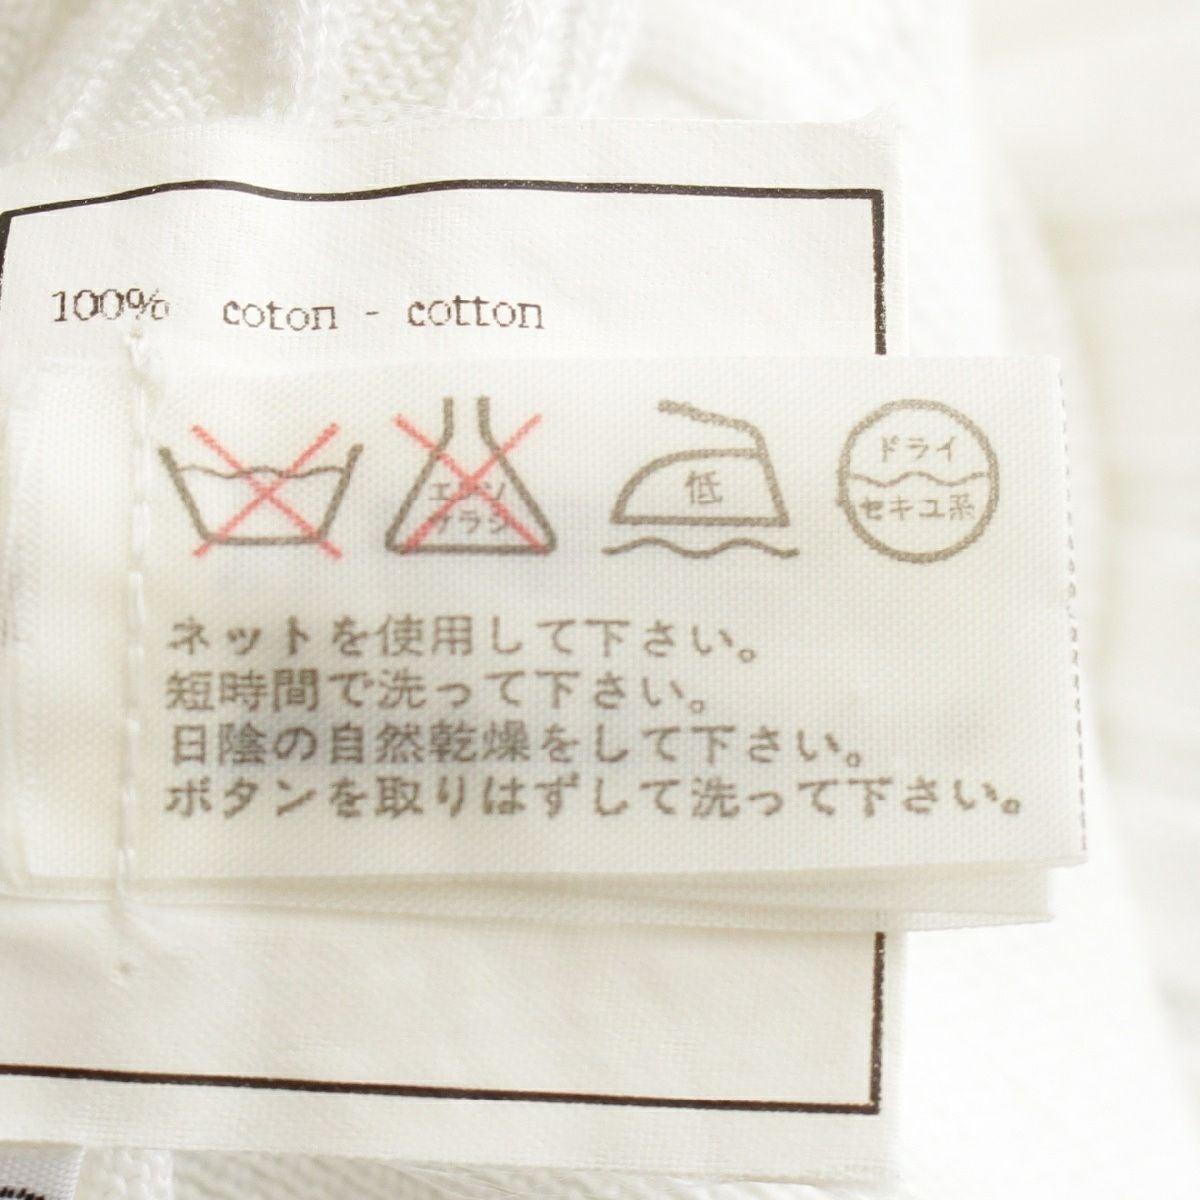 100% coton - cotton
エンソ
サラシ
低
ドライ
セキユ系
ネットを使用して下さい。
短時間で洗って下さい。
日陰の自然乾燥をして下さい。
ボタンを取りはずして洗って下さい。